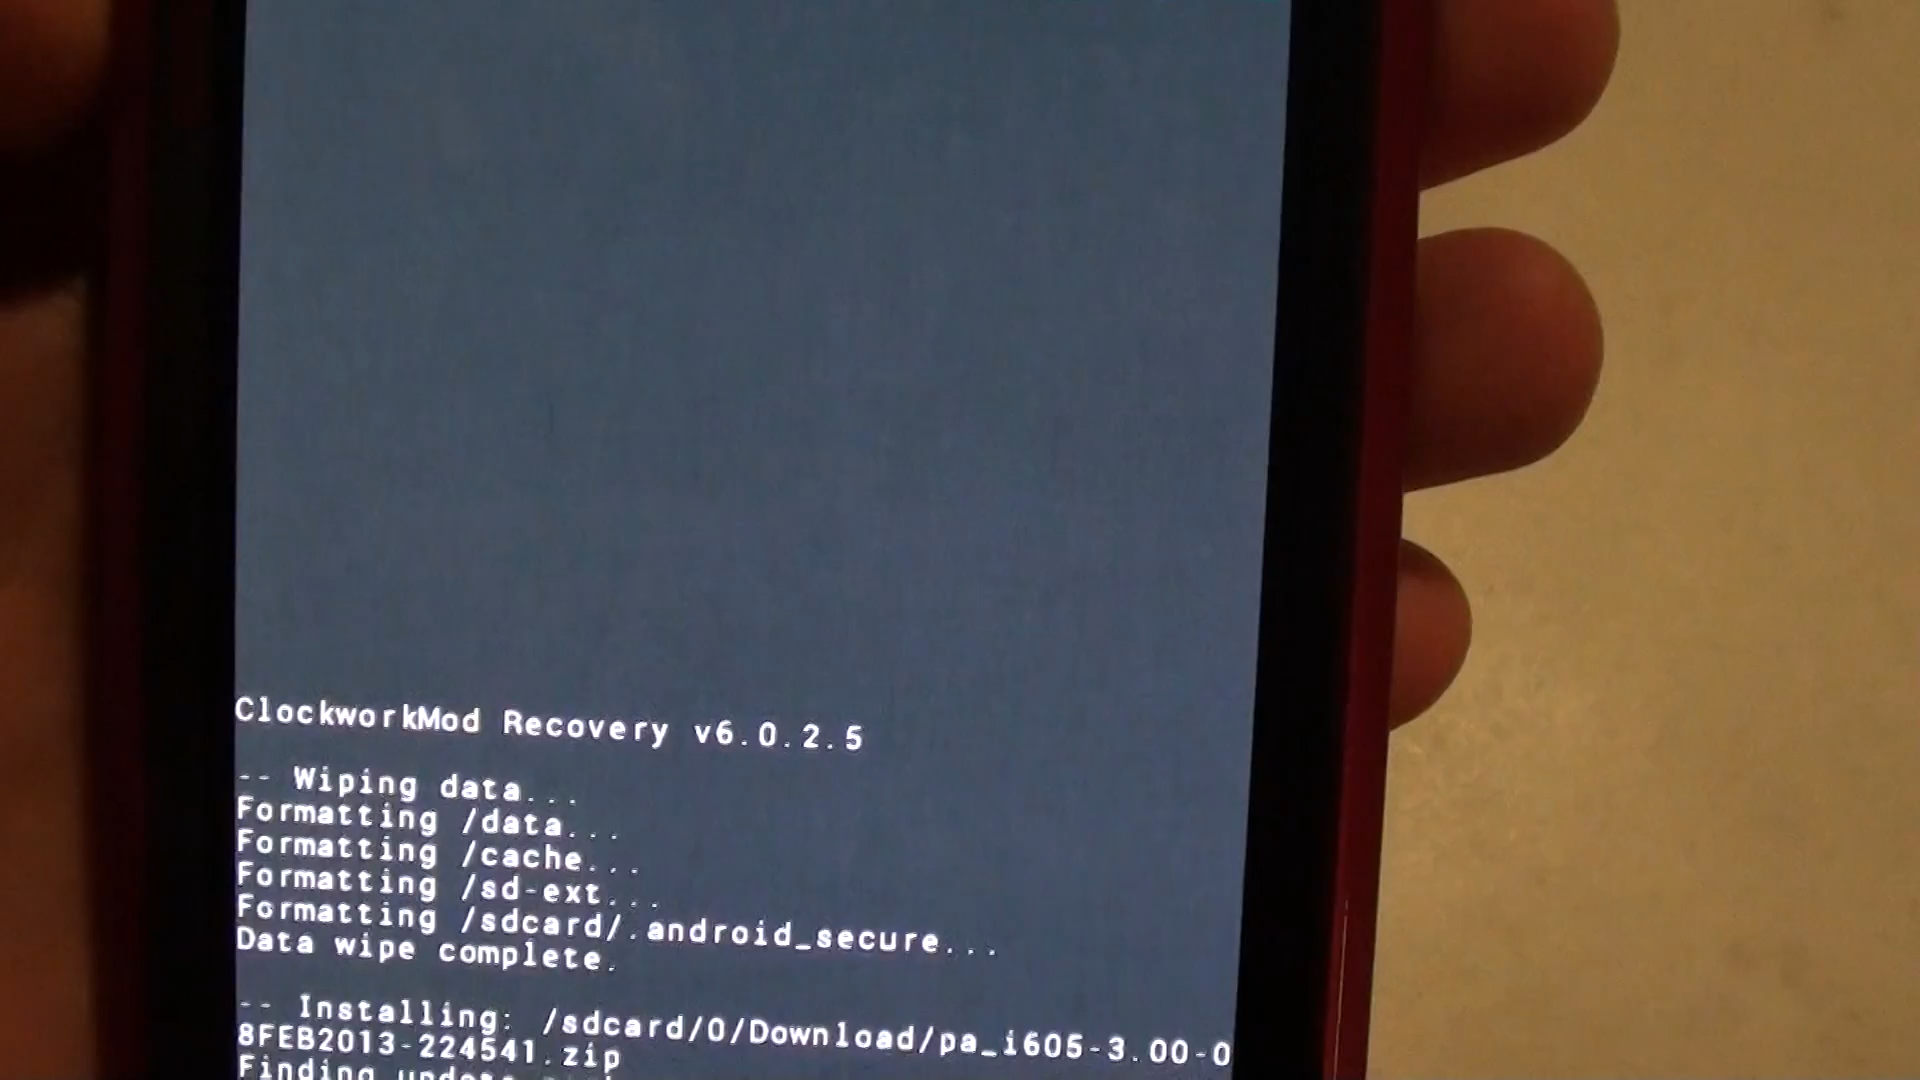 ClockworkMod Recovery v6.0.2.5
-- Wiping data...
Formatting /data...
Formatting /cache...
Formatting /sd-ext...
Formatting /sdcard/.android_secure...
Data wipe complete.
-- Installing: /sdcard/0/Download/pa_i605-3.00-0
8FEB2013-224541.zip
Finding